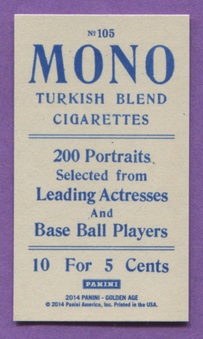 Nº 105
MONO
TURKISH BLEND
CIGARETTES
200 Portraits
Selected from
Leading Actresses
And
Base Ball Players
10 For 5 Cents
PANINI
2014 PANINI - GOLDEN AGE
© 2014 Panini America, Inc. Printed in the USA.